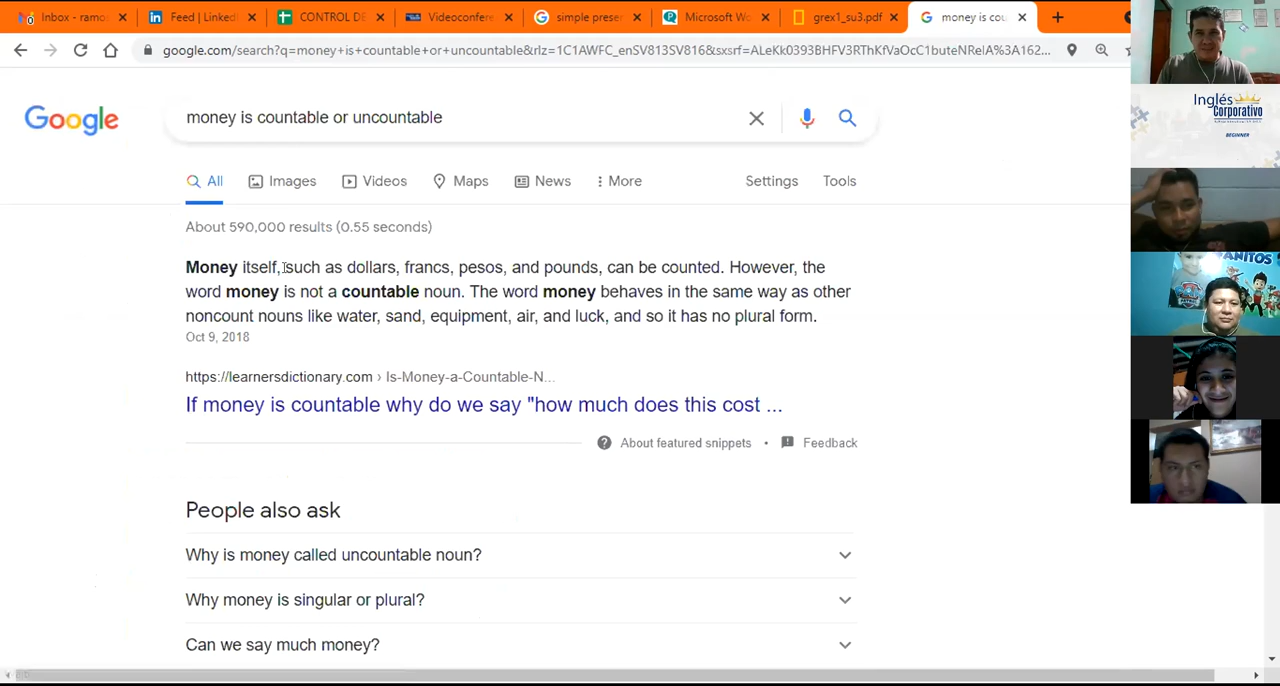 Inbox - ramo
Feed | Linked
CONTROL DE
Videoconfere
simple preser
Microsoft Wo
grex1_su3.pdf
money is cou
google.com/search?q=money+is+countable+or+uncountable&rlz=1C1AWFC_enSV813SV816&sxsrf=ALeKk0393BHFV3RThKfVaOcC1buteNRelA%3A162...
Inglés
Corporativo
BEGINNER
Google
money is countable or uncountable
All
Images
Videos
Maps
News
More
Settings
Tools
About 590,000 results (0.55 seconds)
Money itself, such as dollars, francs, pesos, and pounds, can be counted. However, the
word money is not a countable noun. The word money behaves in the same way as other
noncount nouns like water, sand, equipment, air, and luck, and so it has no plural form.
Oct 9, 2018
https://learnersdictionary.com › Is-Money-a-Countable-N...
If money is countable why do we say "how much does this cost ...
About featured snippets • Feedback
People also ask
Why is money called uncountable noun?
Why money is singular or plural?
Can we say much money?